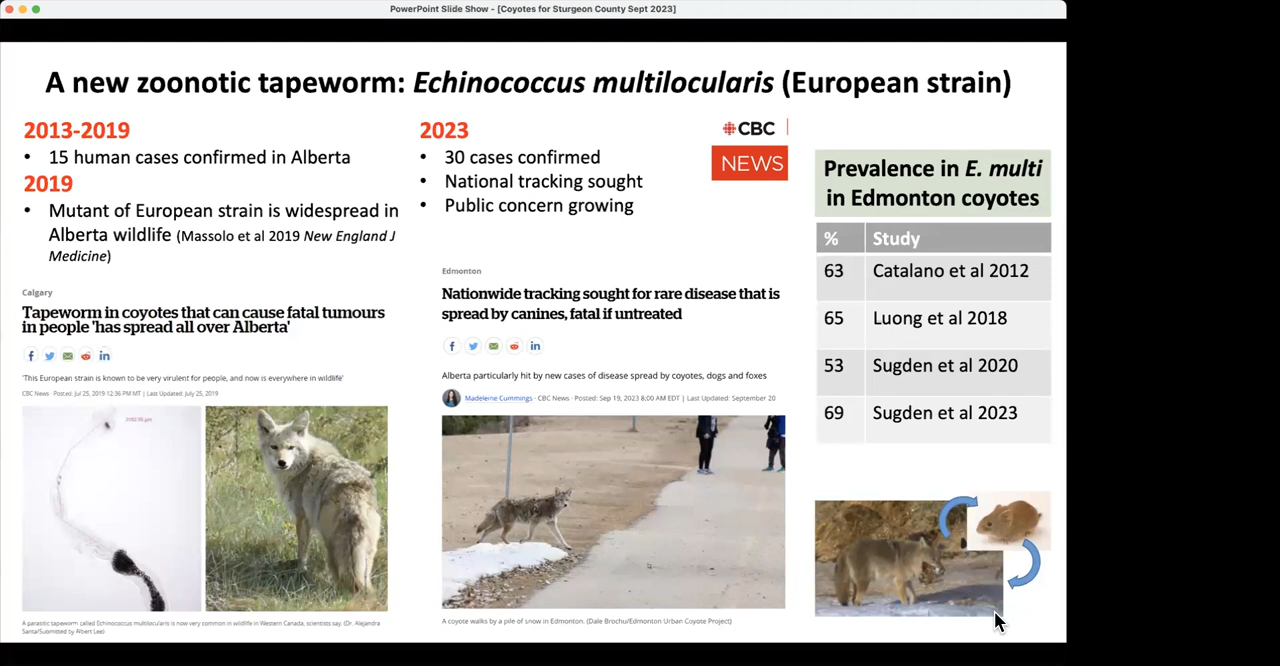 PowerPoint Slide Show - [Coyotes for Sturgeon County Sept 2023]
A new zoonotic tapeworm: Echinococcus multilocularis (European strain)
2013-2019
• 15 human cases confirmed in Alberta
2019
• Mutant of European strain is widespread in
Alberta wildlife (Massolo et al 2019 New England J
Medicine)
Calgary
Tapeworm in coyotes that can cause fatal tumours
in people 'has spread all over Alberta'
'This European strain is known to be very virulent for people, and now is everywhere in wildlife'
CBC News · Posted: Jul 25, 2019 12:36 PM MT | Last Updated: July 25, 2019
A parasitic tapeworm called Echinococcus multilocularis is now very common in wildlife in Western Canada, scientists say. (Dr. Alejandra
Santa/Submitted by Albert Lee)
2023
• 30 cases confirmed
• National tracking sought
• Public concern growing
CBC
NEWS
Edmonton
Nationwide tracking sought for rare disease that is
spread by canines, fatal if untreated
Alberta particularly hit by new cases of disease spread by coyotes, dogs and foxes
Madeleine Cummings · CBC News · Posted: Sep 19, 2023 8:00 AM EDT | Last Updated: September 20
A coyote walks by a pile of snow in Edmonton. (Dale Brochu/Edmonton Urban Coyote Project)
Prevalence in E. multi
in Edmonton coyotes
% Study
63 Catalano et al 2012
65 Luong et al 2018
53 Sugden et al 2020
69 Sugden et al 2023